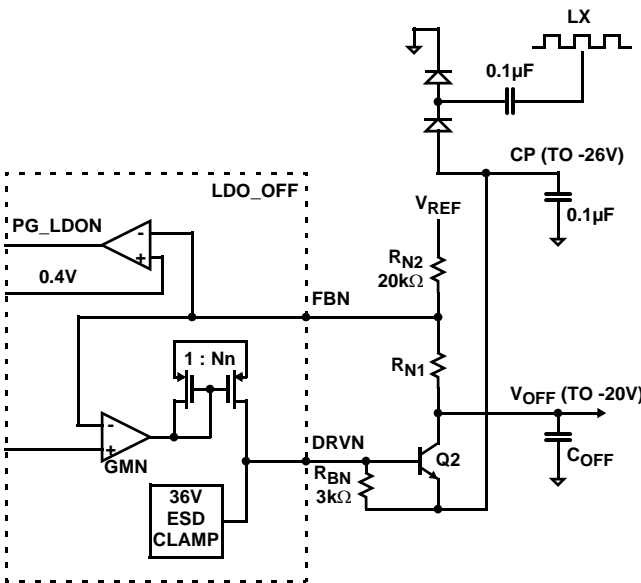 LX
0.1µF
CP (TO -26V)
0.1µF
LDO_OFF
PG_LDON
-
+
0.4V
VREF
RN2
20kΩ
FBN
RN1
1 : Nn
VOFF (TO -20V)
-
+
GMN
DRVN
Q2
COFF
RBN
3kΩ
36V
ESD
CLAMP